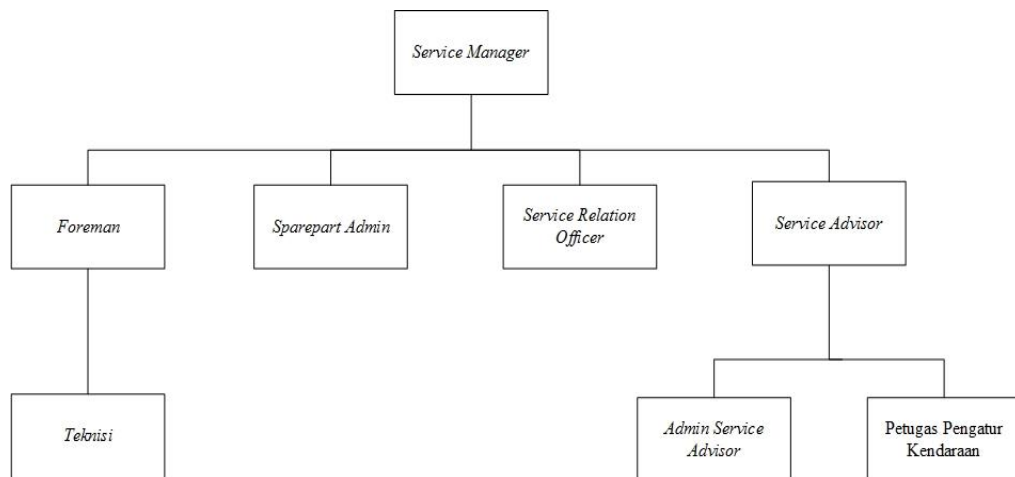 Service Manager
Foreman
Sparepart Admin
Service Relation
Officer
Service Advisor
Teknisi
Admin Service
Advisor
Petugas Pengatur
Kendaraan